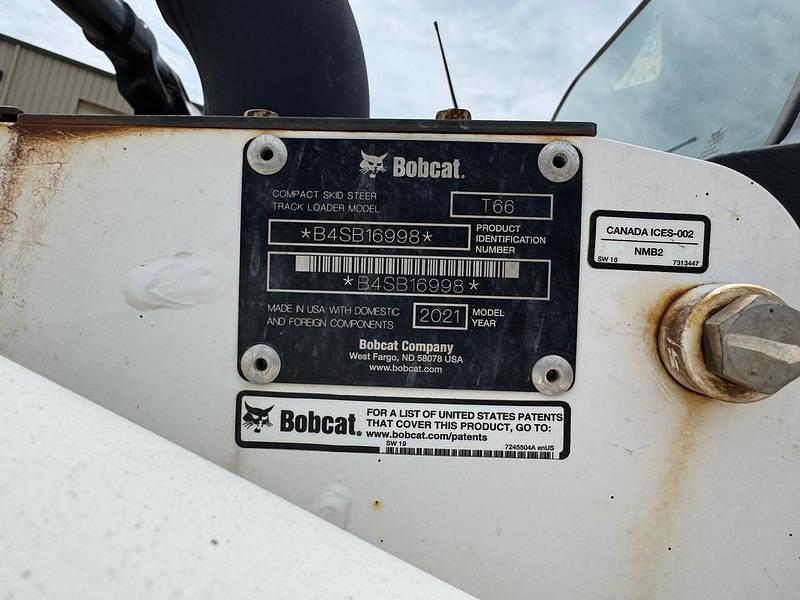 Bobcat.
COMPACT SKID STEER
TRACK LOADER MODEL
T66
*B4SB16998*
PRODUCT
IDENTIFICATION
NUMBER
*B4SB16998*
MADE IN USA WITH DOMESTIC
AND FOREIGN COMPONENTS
2021
MODEL
YEAR
Bobcat Company
West Fargo, ND 58078 USA
www.bobcat.com
CANADA ICES-002
NMB2
SW 16 7313447
Bobcat.
FOR A LIST OF UNITED STATES PATENTS
THAT COVER THIS PRODUCT, GO TO:
www.bobcat.com/patents
SW 19 7245504A enUS